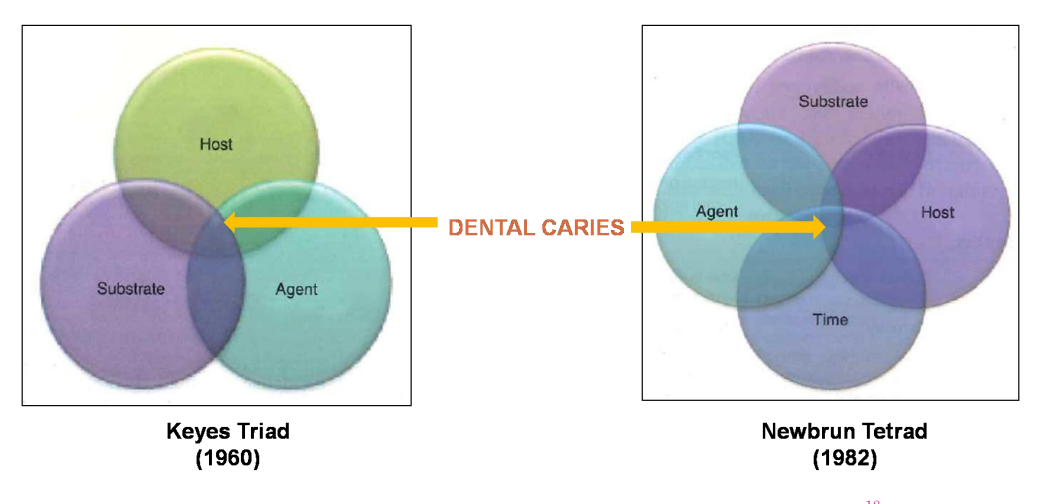 Host
Substrate
Agent
DENTAL CARIES
Substrate
Agent
Host
Time
Keyes Triad
(1960)
Newbrun Tetrad
(1982)